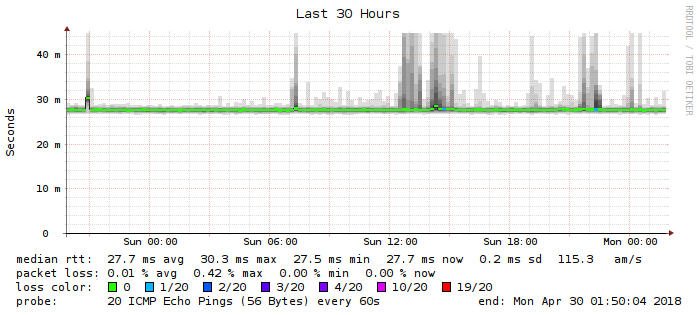 Last 30 Hours
RRDTOOL / TOBI OETIKER
Seconds
40 m
30 m
20 m
10 m
0
Sun 00:00 Sun 06:00 Sun 12:00 Sun 18:00 Mon 00:00
median rtt: 27.7 ms avg 30.3 ms max 27.5 ms min 27.7 ms now 0.2 ms sd 115.3 am/s
packet loss: 0.01 % avg 0.42 % max 0.00 % min 0.00 % now
loss color: 0 1/20 2/20 3/20 4/20 10/20 19/20
probe: 20 ICMP Echo Pings (56 Bytes) every 60s end: Mon Apr 30 01:50:04 2018